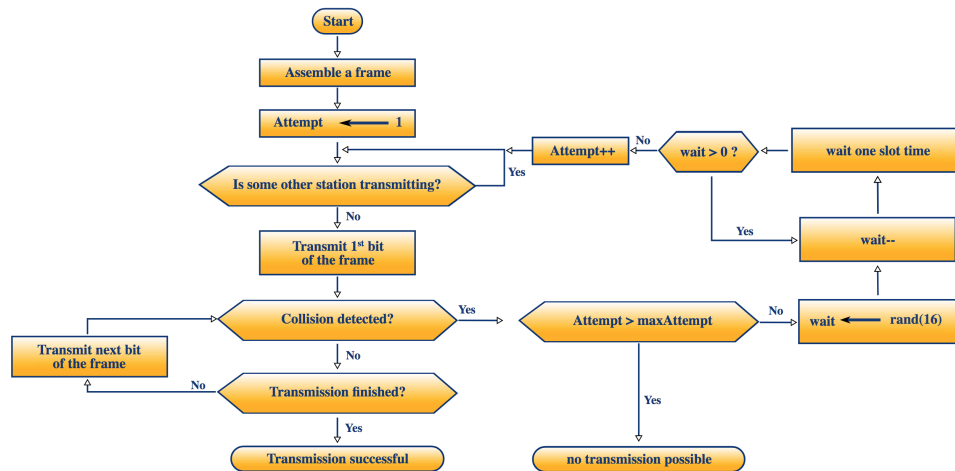 Start
Assemble a frame
Attempt 1
Is some other station transmitting?
Yes
No
Transmit 1st bit
of the frame
Collision detected?
Yes
No
Transmit next bit
of the frame
Transmission finished?
No
Yes
Transmission successful
Attempt > maxAttempt
No
Yes
no transmission possible
wait rand(16)
wait--
wait one slot time
wait > 0 ?
Yes
No
Attempt++